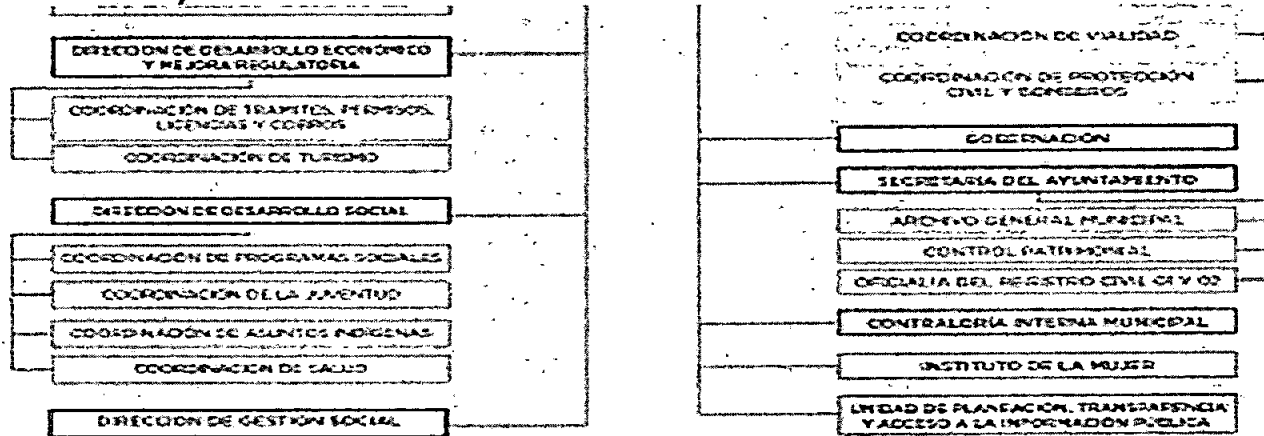 DIRECCIÓN DE DESARROLLO ECONÓMICO
Y MEJORA REGULATORIA
COORDINACIÓN DE TRAMITES, PERMISOS,
LICENCIAS Y COBROS
COORDINACIÓN DE TURISMO
DIRECCIÓN DE DESARROLLO SOCIAL
COORDINACIÓN DE PROGRAMAS SOCIALES
COORDINACIÓN DE LA JUVENTUD
COORDINACIÓN DE ASUNTOS INDÍGENAS
COORDINACIÓN DE SALUD
DIRECCIÓN DE GESTIÓN SOCIAL
COORDINACIÓN DE VIALIDAD
COORDINACIÓN DE PROTECCIÓN
CIVIL Y BOMBEROS
GOBERNACIÓN
SECRETARÍA DEL AYUNTAMIENTO
ARCHIVO GENERAL MUNICIPAL
CONTROL PATRIMONIAL
OFICIALÍA DEL REGISTRO CIVIL 01 Y 02
CONTRALORÍA INTERNA MUNICIPAL
INSTITUTO DE LA MUJER
UNIDAD DE PLANEACIÓN, TRANSPARENCIA
Y ACCESO A LA INFORMACIÓN PÚBLICA